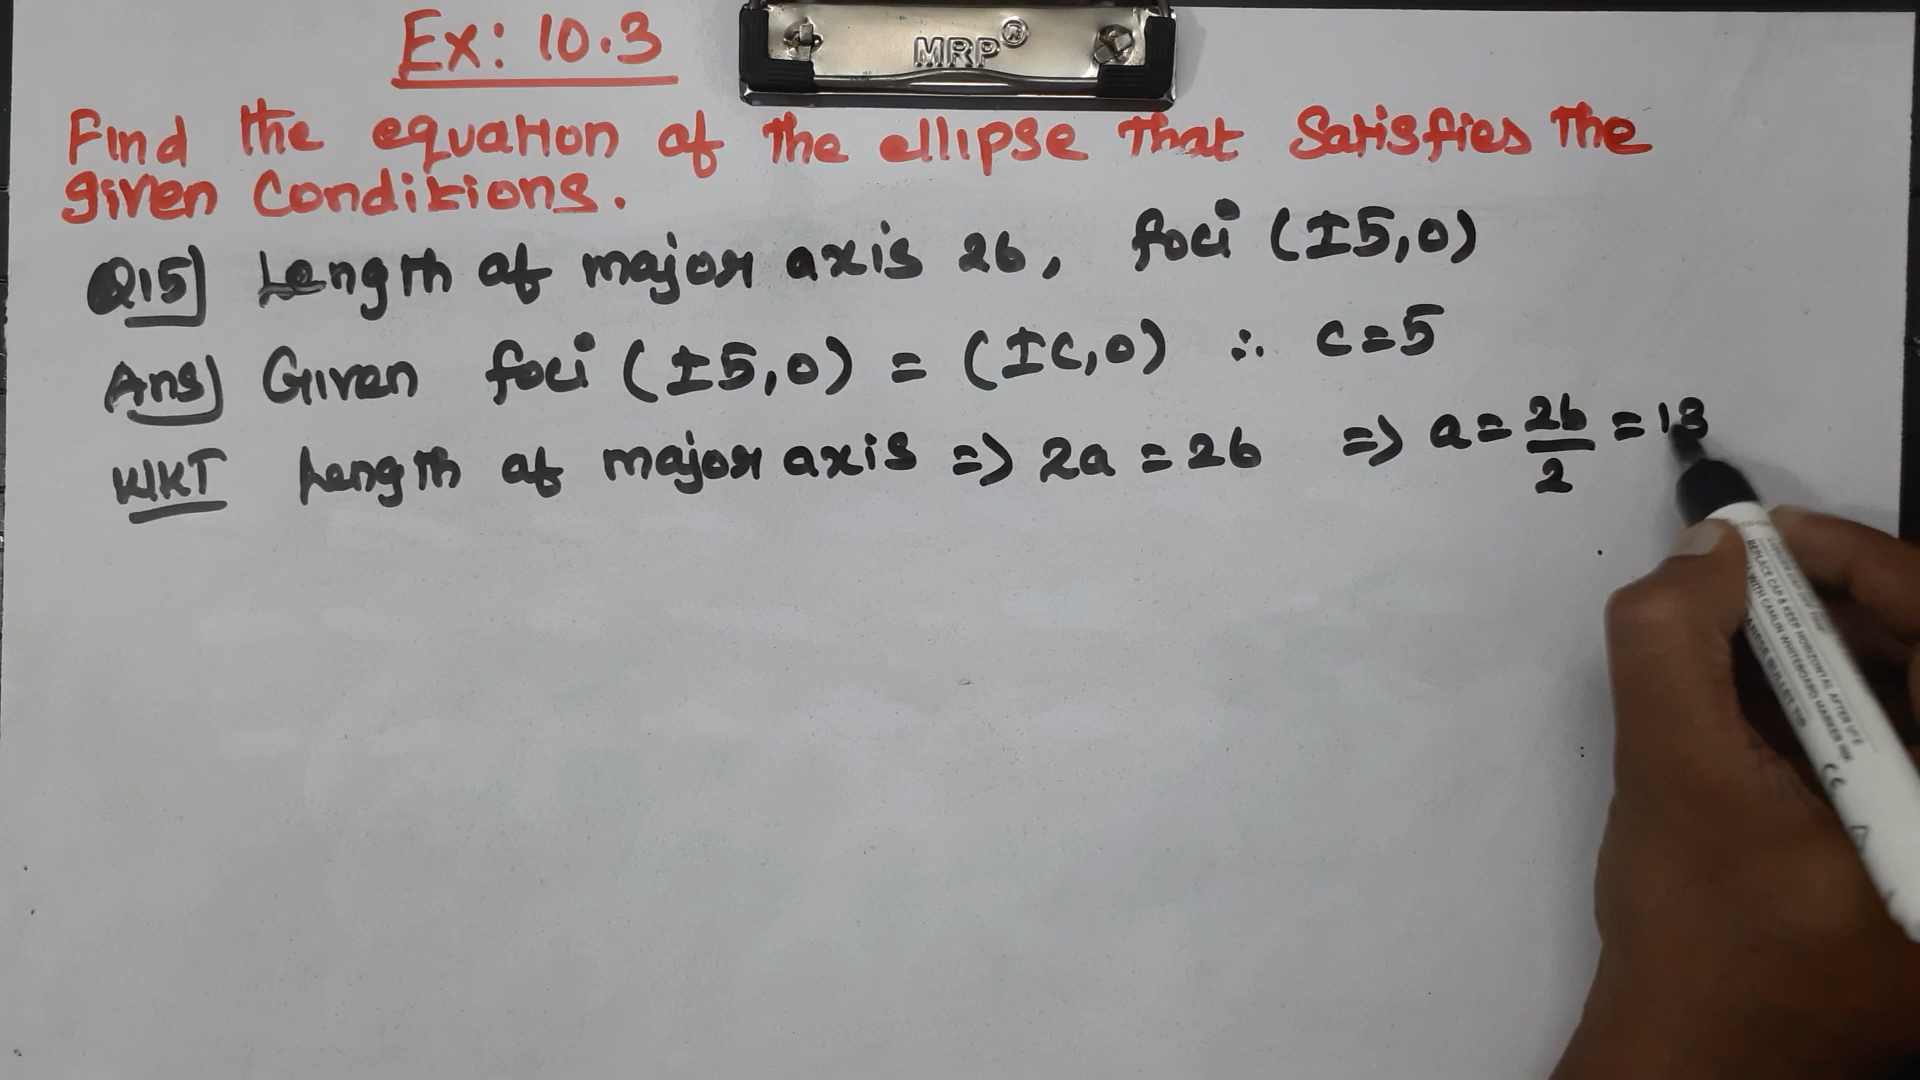 Ex: 10.3
MRP®
Find the equation of the ellipse that satisfies the
given conditions.
Q15] Length of major axis 26, foci (±5,0)
Ans] Given foci (±5,0) = (±c,0) ∴ c=5
WKT Length of major axis => 2a = 26 => a = 26/2 = 13